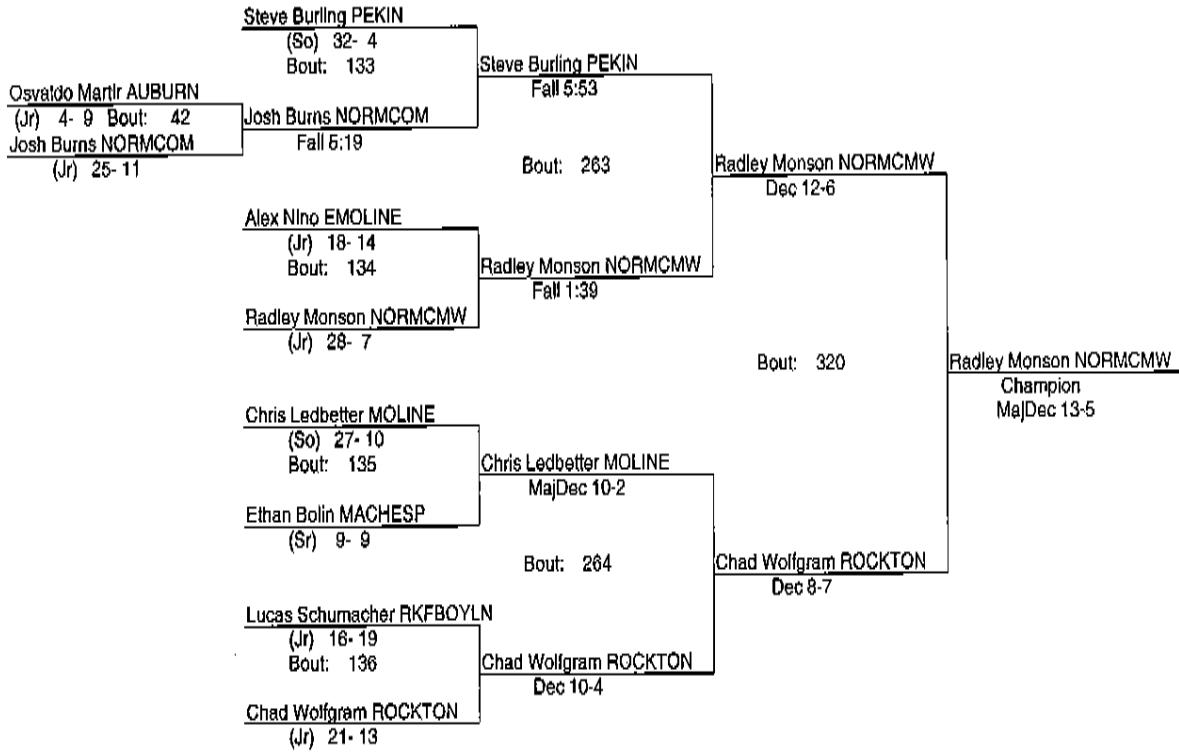 Steve Burling PEKIN
(So) 32- 4
Bout: 133
Steve Burling PEKIN
Fall 5:53
Osvaldo Martir AUBURN
(Jr) 4- 9 Bout: 42
Josh Burns NORMCOM
Fall 5:19
Josh Burns NORMCOM
(Jr) 25- 11
Bout: 263
Radley Monson NORMCMW
Dec 12-6
Alex Nino EMOLINE
(Jr) 18- 14
Bout: 134
Radley Monson NORMCMW
Fall 1:39
Radley Monson NORMCMW
(Jr) 28- 7
Bout: 320
Radley Monson NORMCMW
Champion
MajDec 13-5
Chris Ledbetter MOLINE
(So) 27- 10
Bout: 135
Chris Ledbetter MOLINE
MajDec 10-2
Ethan Bolin MACHESP
(Sr) 9- 9
Bout: 264
Chad Wolfgram ROCKTON
Dec 8-7
Lucas Schumacher RKFBOYLN
(Jr) 16- 19
Bout: 136
Chad Wolfgram ROCKTON
Dec 10-4
Chad Wolfgram ROCKTON
(Jr) 21- 13